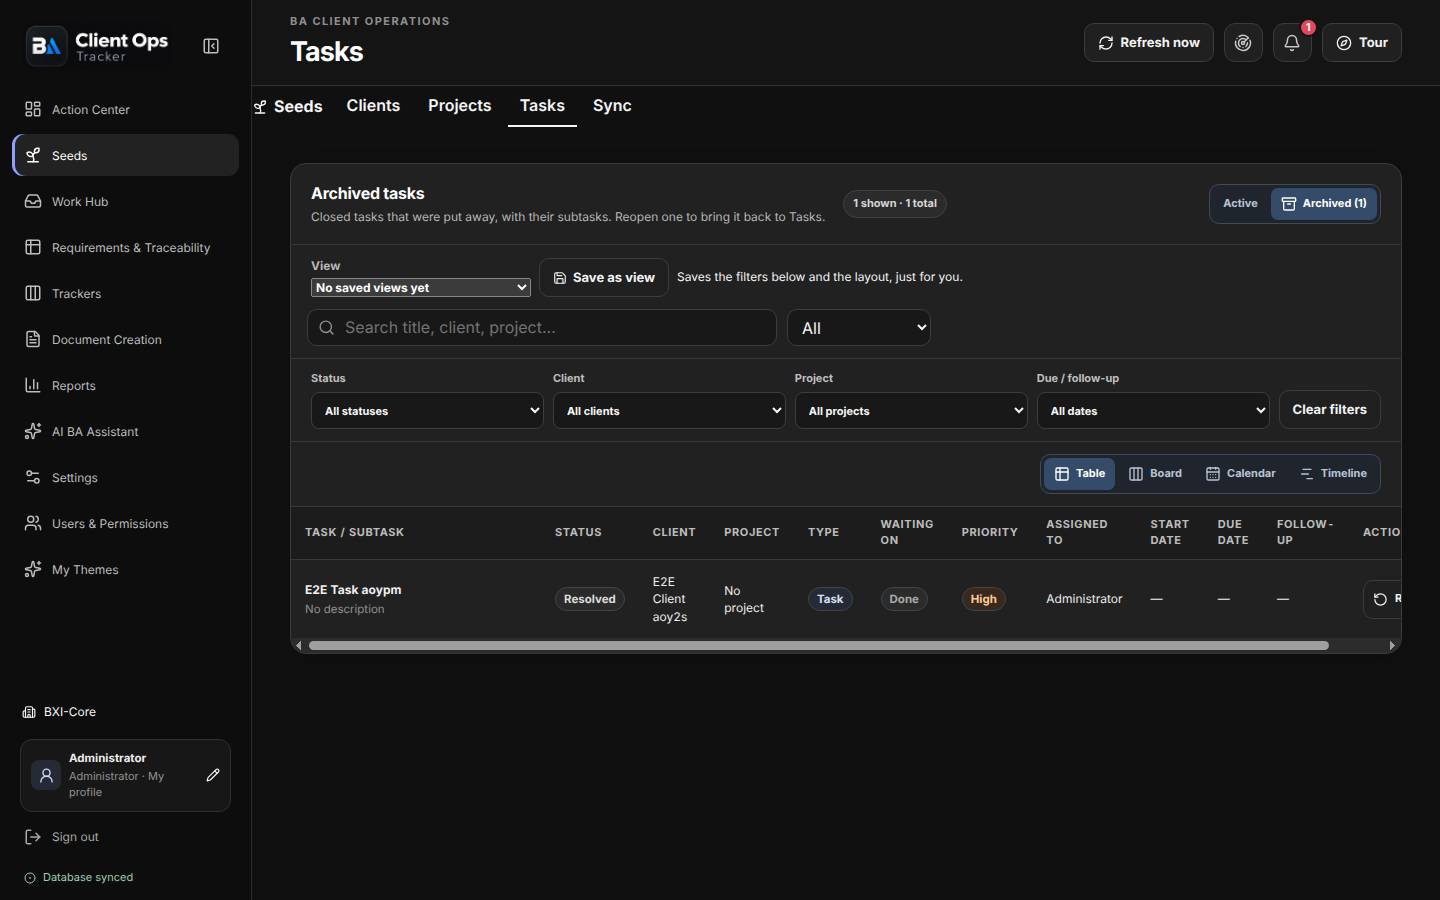 BA Client Ops
Tracker
Action Center
Seeds
Work Hub
Requirements & Traceability
Trackers
Document Creation
Reports
AI BA Assistant
Settings
Users & Permissions
My Themes
BXI-Core
Administrator
Administrator · My
profile
Sign out
Database synced
BA CLIENT OPERATIONS
Tasks
Refresh now
1
Tour
Seeds Clients Projects Tasks Sync
Archived tasks
Closed tasks that were put away, with their subtasks. Reopen one to bring it back to Tasks.
1 shown · 1 total
Active Archived (1)
View
No saved views yet
Save as view
Saves the filters below and the layout, just for you.
Search title, client, project...
All
Status Client Project Due / follow-up
All statuses All clients All projects All dates Clear filters
Table Board Calendar Timeline
TASK / SUBTASK STATUS CLIENT PROJECT TYPE WAITING ON PRIORITY ASSIGNED TO START DATE DUE DATE FOLLOW-UP ACTIO
E2E Task aoypm
No description
Resolved
E2E
Client
aoy2s
No
project
Task
Done
High
Administrator
— — —
R